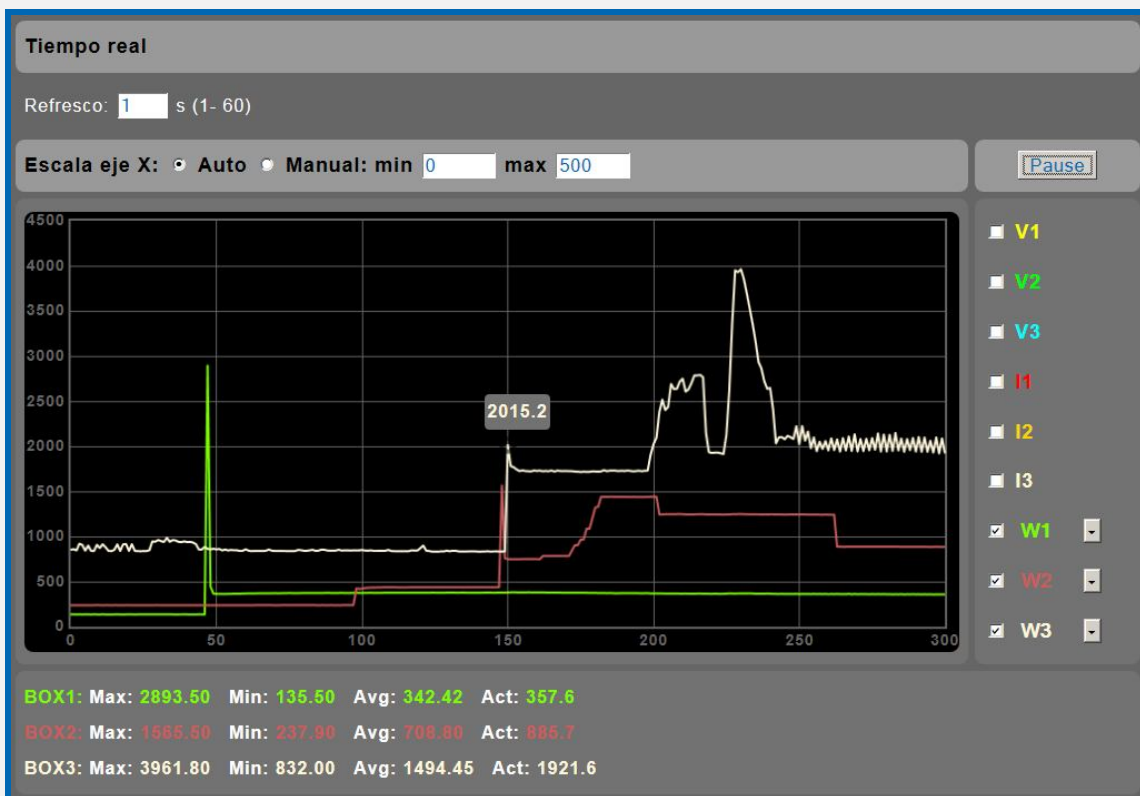 Tiempo real
Refresco: 1 s (1- 60)
Escala eje X: Auto Manual: min 0 max 500
Pause
4500
4000
3500
3000
2500
2000
1500
1000
500
0
0 50 100 150 200 250 300
2015.2
V1
V2
V3
I1
I2
I3
W1
W2
W3
BOX1: Max: 2893.50 Min: 135.50 Avg: 342.42 Act: 357.6
BOX2: Max: 1565.50 Min: 237.90 Avg: 708.80 Act: 885.7
BOX3: Max: 3961.80 Min: 832.00 Avg: 1494.45 Act: 1921.6